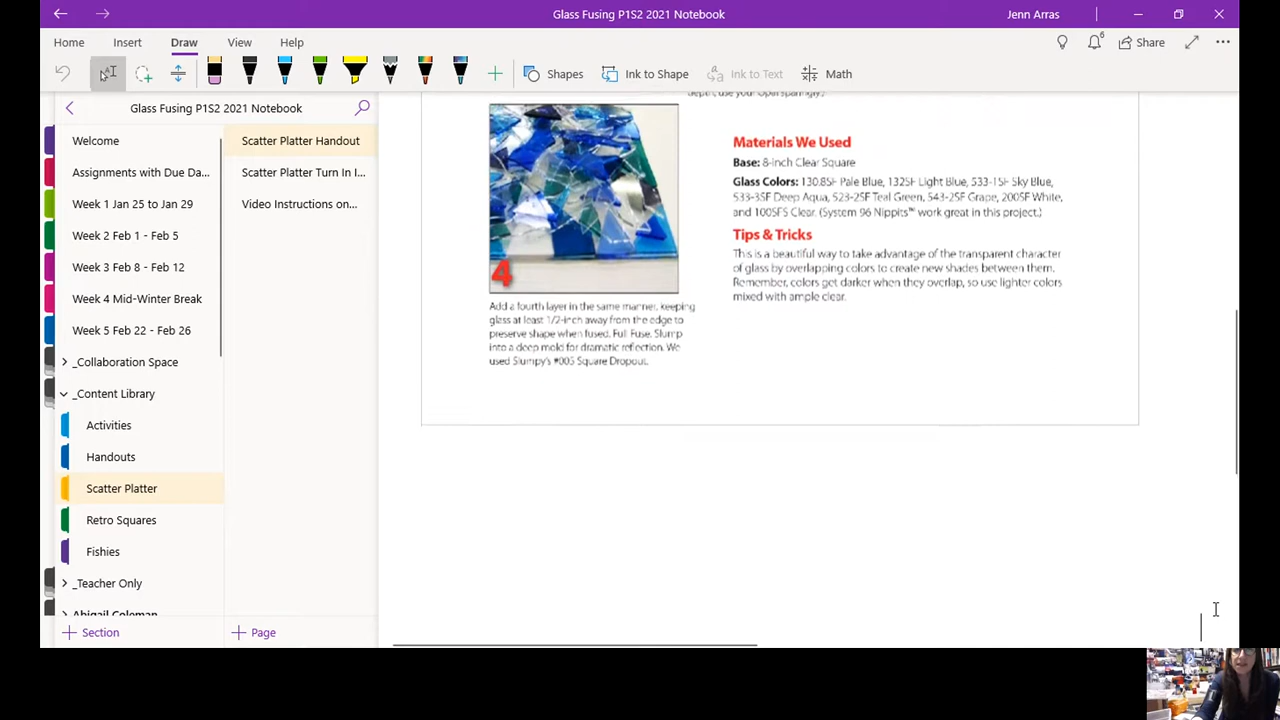 Glass Fusing P1S2 2021 Notebook
Jenn Arras
Home Insert Draw View Help
Share
Shapes Ink to Shape Ink to Text Math
Glass Fusing P1S2 2021 Notebook
Welcome
Assignments with Due Da...
Week 1 Jan 25 to Jan 29
Week 2 Feb 1 - Feb 5
Week 3 Feb 8 - Feb 12
Week 4 Mid-Winter Break
Week 5 Feb 22 - Feb 26
_Collaboration Space
_Content Library
Activities
Handouts
Scatter Platter
Retro Squares
Fishies
_Teacher Only
Abigail Coleman
Section
Scatter Platter Handout
Scatter Platter Turn In I...
Video Instructions on...
Page
4
Add a fourth layer in the same manner, keeping
glass at least 1/2-inch away from the edge to
preserve shape when fused. Full Fuse. Slump
into a deep mold for dramatic reflection. We
used Slumpy's #005 Square Dropout.
use your Opal sparingly.)
Materials We Used
Base: 8-inch Clear Square
Glass Colors: 130.8SF Pale Blue, 132SF Light Blue, 533-1SF Sky Blue,
533-3SF Deep Aqua, 523-2SF Teal Green, 543-2SF Grape, 200SF White,
and 100SFS Clear. (System 96 Nippits™ work great in this project.)
Tips & Tricks
This is a beautiful way to take advantage of the transparent character
of glass by overlapping colors to create new shades between them.
Remember, colors get darker when they overlap, so use lighter colors
mixed with ample clear.